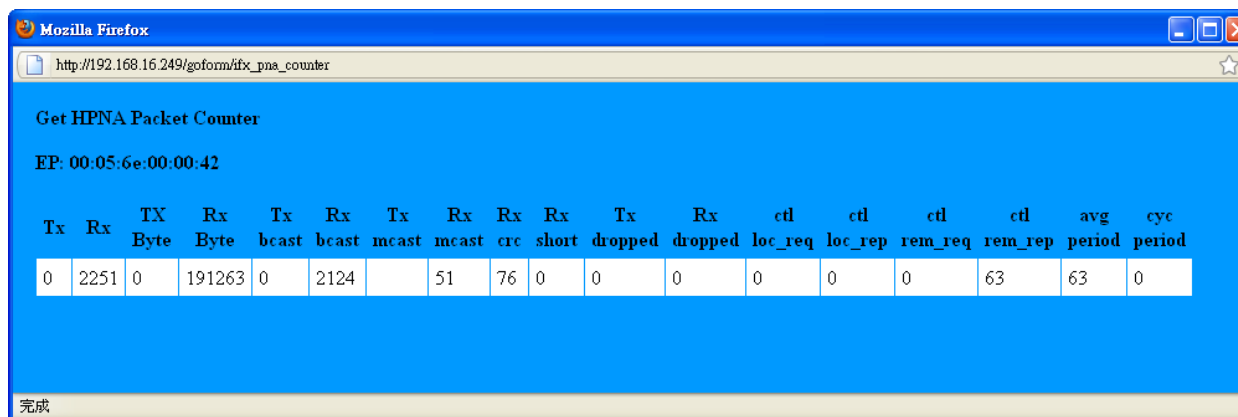 Mozilla Firefox
http://192.168.16.249/goform/ifx_pna_counter
Get HPNA Packet Counter
EP: 00:05:6e:00:00:42
Tx Rx TX Byte Rx Byte Tx bcast Rx bcast Tx mcast Rx mcast Rx crc Rx short Tx dropped Rx dropped ctl loc_req ctl loc_rep ctl rem_req ctl rem_rep avg period cyc period
0 2251 0 191263 0 2124 51 76 0 0 0 0 0 0 63 63 0
完成